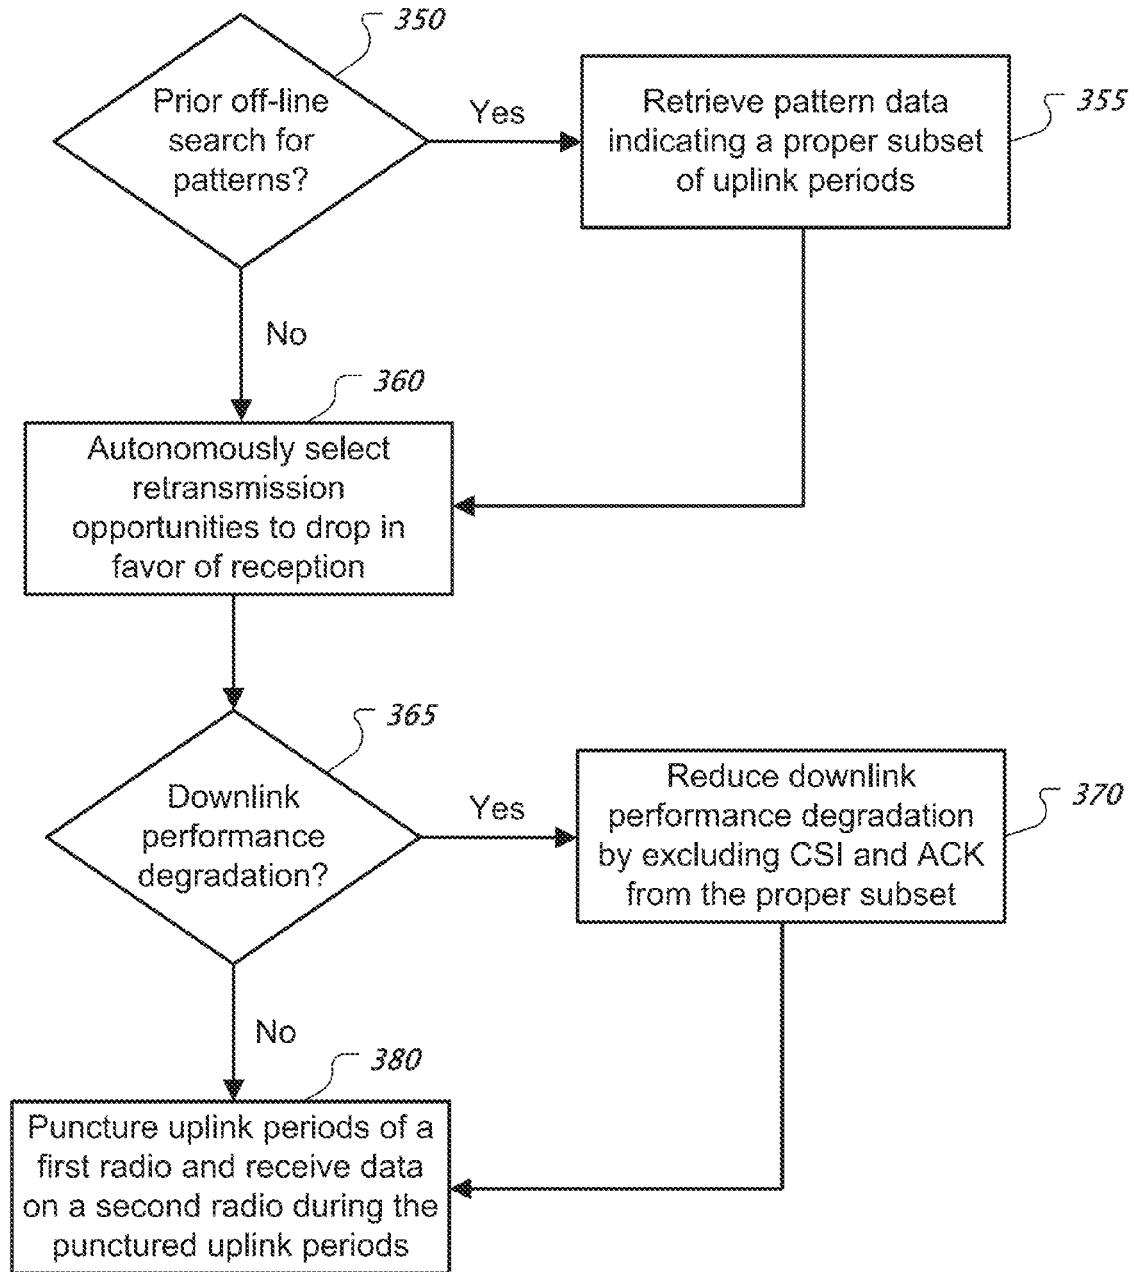 350
Prior off-line
search for
patterns?
Yes
Retrieve pattern data
indicating a proper subset
of uplink periods
355
No
360
Autonomously select
retransmission
opportunities to drop in
favor of reception
365
Downlink
performance
degradation?
Yes
Reduce downlink
performance degradation
by excluding CSI and ACK
from the proper subset
370
No
380
Puncture uplink periods of a
first radio and receive data
on a second radio during the
punctured uplink periods